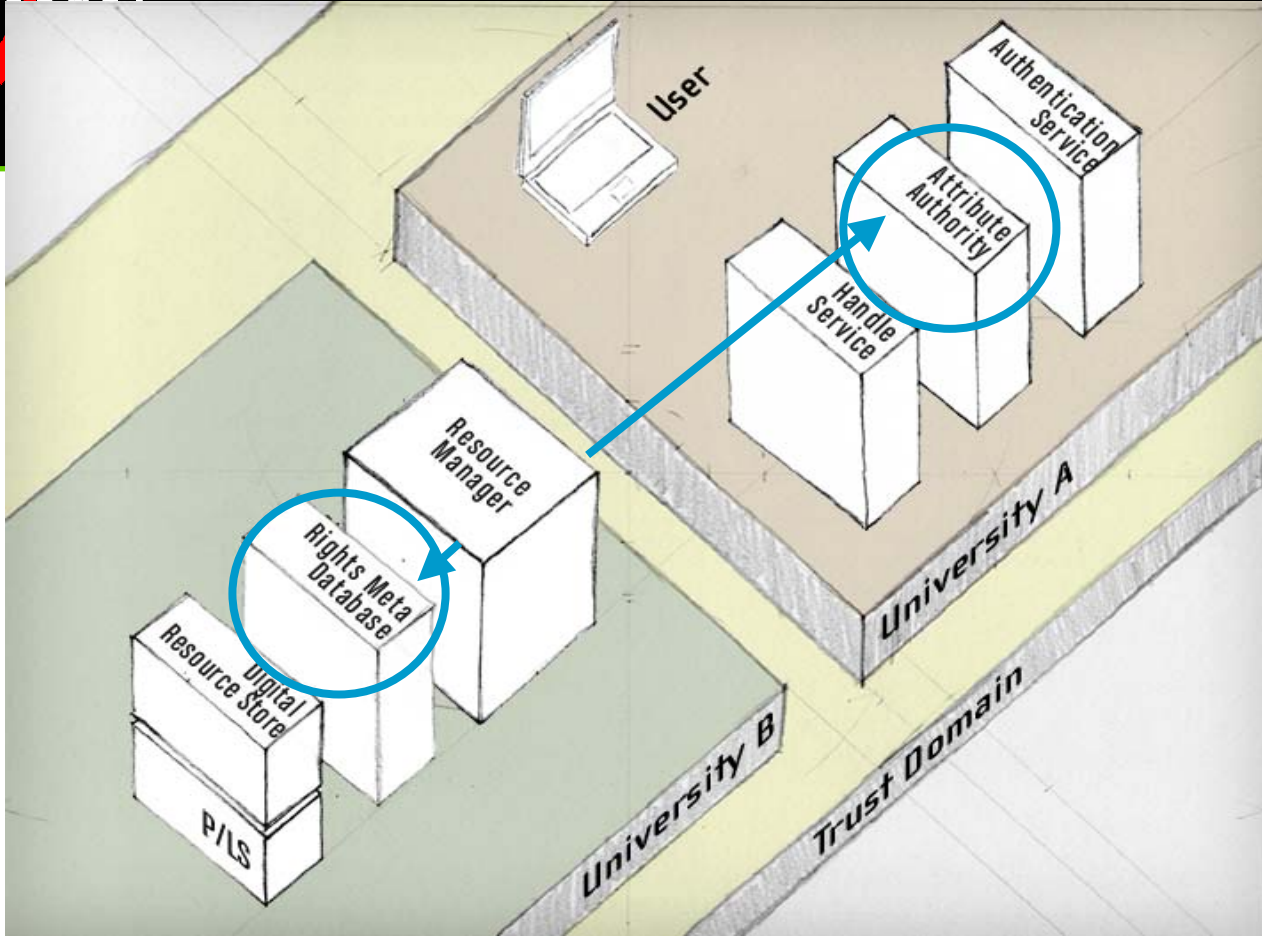 User
Authentication
Service
Attribute
Authority
Handle
Service
University A
Resource
Manager
Rights Meta
Database
Digital
Resource Store
P/LS
University B
Trust Domain